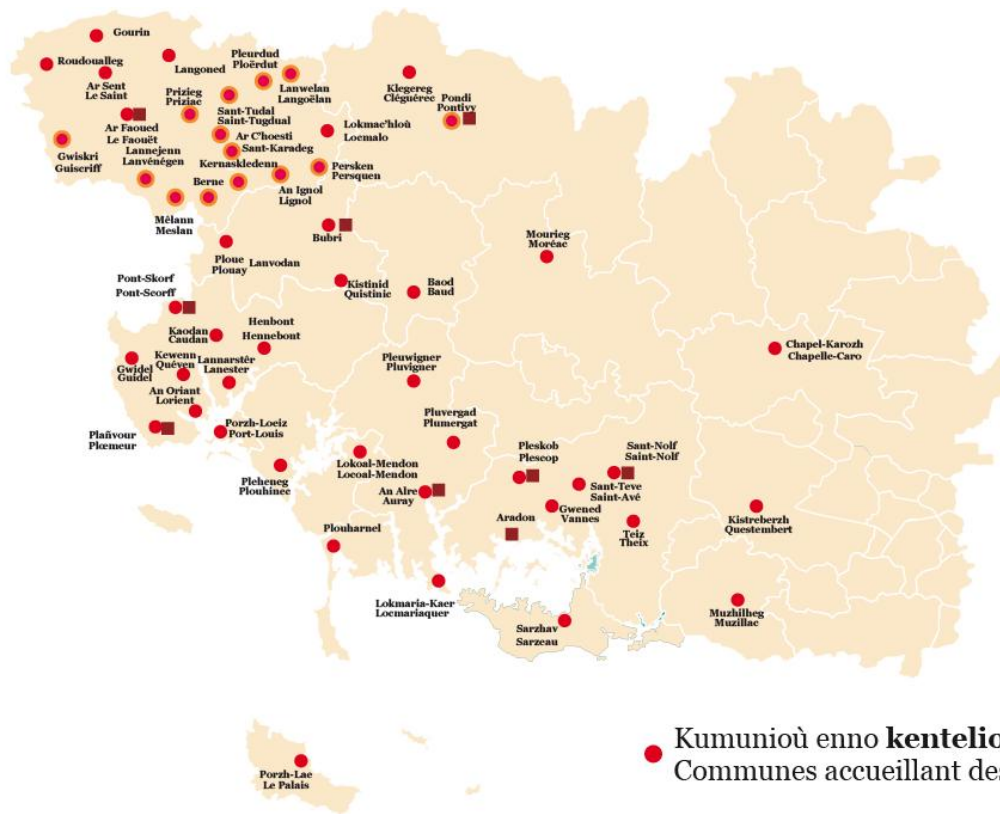 Gourin
Roudoualleg
Langoned
Ar Sent
Le Saint
Pleurdud
Ploërdut
Lanwelan
Langoëlan
Klegereg
Cléguérec
Pondi
Pontivy
Prizieg
Priziac
Sant-Tudal
Saint-Tugdual
Ar Faoued
Le Faouët
Ar C'hoesti
Sant-Karadeg
Lokmac'hloù
Locmalo
Gwiskri
Guiscriff
Lannejenn
Lanvénégen
Kernaskledenn
Berne
Persken
Persquen
An Ignol
Lignol
Mêlann
Meslan
Bubri
Mourieg
Moréac
Ploue
Plouay
Lanvodan
Kistinid
Quistinic
Baod
Baud
Pont-Skorf
Pont-Scorff
Kaodan
Caudan
Henbont
Hennebont
Chapel-Karozh
Chapelle-Caro
Gwidel
Guidel
Kewenn
Quéven
Lannarstêr
Lanester
Pleuwigner
Pluvigner
An Oriant
Lorient
Plañvour
Plœmeur
Porzh-Loeiz
Port-Louis
Pluvergad
Plumergat
Pleheneg
Plouhinec
Lokoal-Mendon
Locoal-Mendon
Pleskob
Plescop
Sant-Nolf
Saint-Nolf
An Alre
Auray
Sant-Teve
Saint-Avé
Gwened
Vannes
Aradon
Teiz
Theix
Kistreberzh
Questembert
Plouharnel
Lokmaria-Kaer
Locmariaquer
Sarzhav
Sarzeau
Muzhilheg
Muzillac
Porzh-Lae
Le Palais
Kumunioù enno kentelio
Communes accueillant des